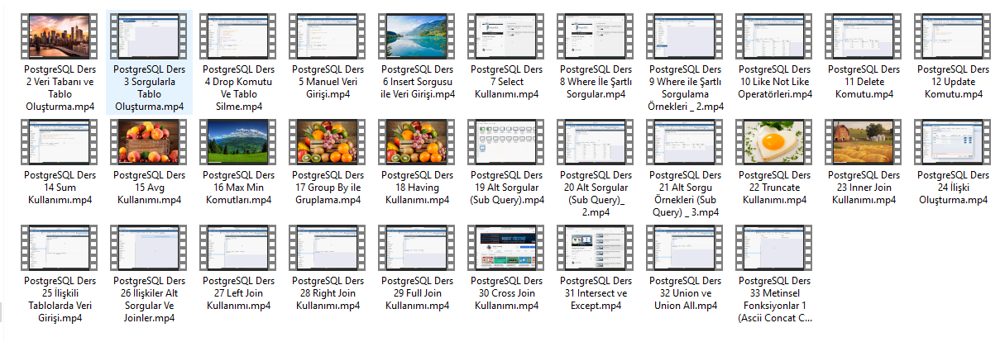 PostgreSQL Ders
2 Veri Tabanı ve
Tablo
Oluşturma.mp4
PostgreSQL Ders
3 Sorgularla
Tablo
Oluşturma.mp4
PostgreSQL Ders
4 Drop Komutu
Ve Tablo
Silme.mp4
PostgreSQL Ders
5 Manuel Veri
Girişi.mp4
PostgreSQL Ders
6 Insert Sorgusu
ile Veri Girişi.mp4
PostgreSQL Ders
7 Select
Kullanımı.mp4
PostgreSQL Ders
8 Where İle Şartlı
Sorgular.mp4
PostgreSQL Ders
9 Where ile Şartlı
Sorgulama
Örnekleri _ 2.mp4
PostgreSQL Ders
10 Like Not Like
Operatörleri.mp4
PostgreSQL Ders
11 Delete
Komutu.mp4
PostgreSQL Ders
12 Update
Komutu.mp4
PostgreSQL Ders
14 Sum
Kullanımı.mp4
PostgreSQL Ders
15 Avg
Kullanımı.mp4
PostgreSQL Ders
16 Max Min
Komutları.mp4
PostgreSQL Ders
17 Group By ile
Gruplama.mp4
PostgreSQL Ders
18 Having
Kullanımı.mp4
PostgreSQL Ders
19 Alt Sorgular
(Sub Query).mp4
PostgreSQL Ders
20 Alt Sorgular
(Sub Query)_
2.mp4
PostgreSQL Ders
21 Alt Sorgu
Örnekleri (Sub
Query) _ 3.mp4
PostgreSQL Ders
22 Truncate
Kullanımı.mp4
PostgreSQL Ders
23 Inner Join
Kullanımı.mp4
PostgreSQL Ders
24 İlişki
Oluşturma.mp4
PostgreSQL Ders
25 İlişkili
Tablolarda Veri
Girişi.mp4
PostgreSQL Ders
26 İlişkiler Alt
Sorgular Ve
Joinler.mp4
PostgreSQL Ders
27 Left Join
Kullanımı.mp4
PostgreSQL Ders
28 Right Join
Kullanımı.mp4
PostgreSQL Ders
29 Full Join
Kullanımı.mp4
MURAT YÜCEDAĞ
PostgreSQL Ders
30 Cross Join
Kullanımı.mp4
PostgreSQL Ders
31 Intersect ve
Except.mp4
PostgreSQL Ders
32 Union ve
Union All.mp4
PostgreSQL Ders
33 Metinsel
Fonksiyonlar 1
(Ascii Concat C...